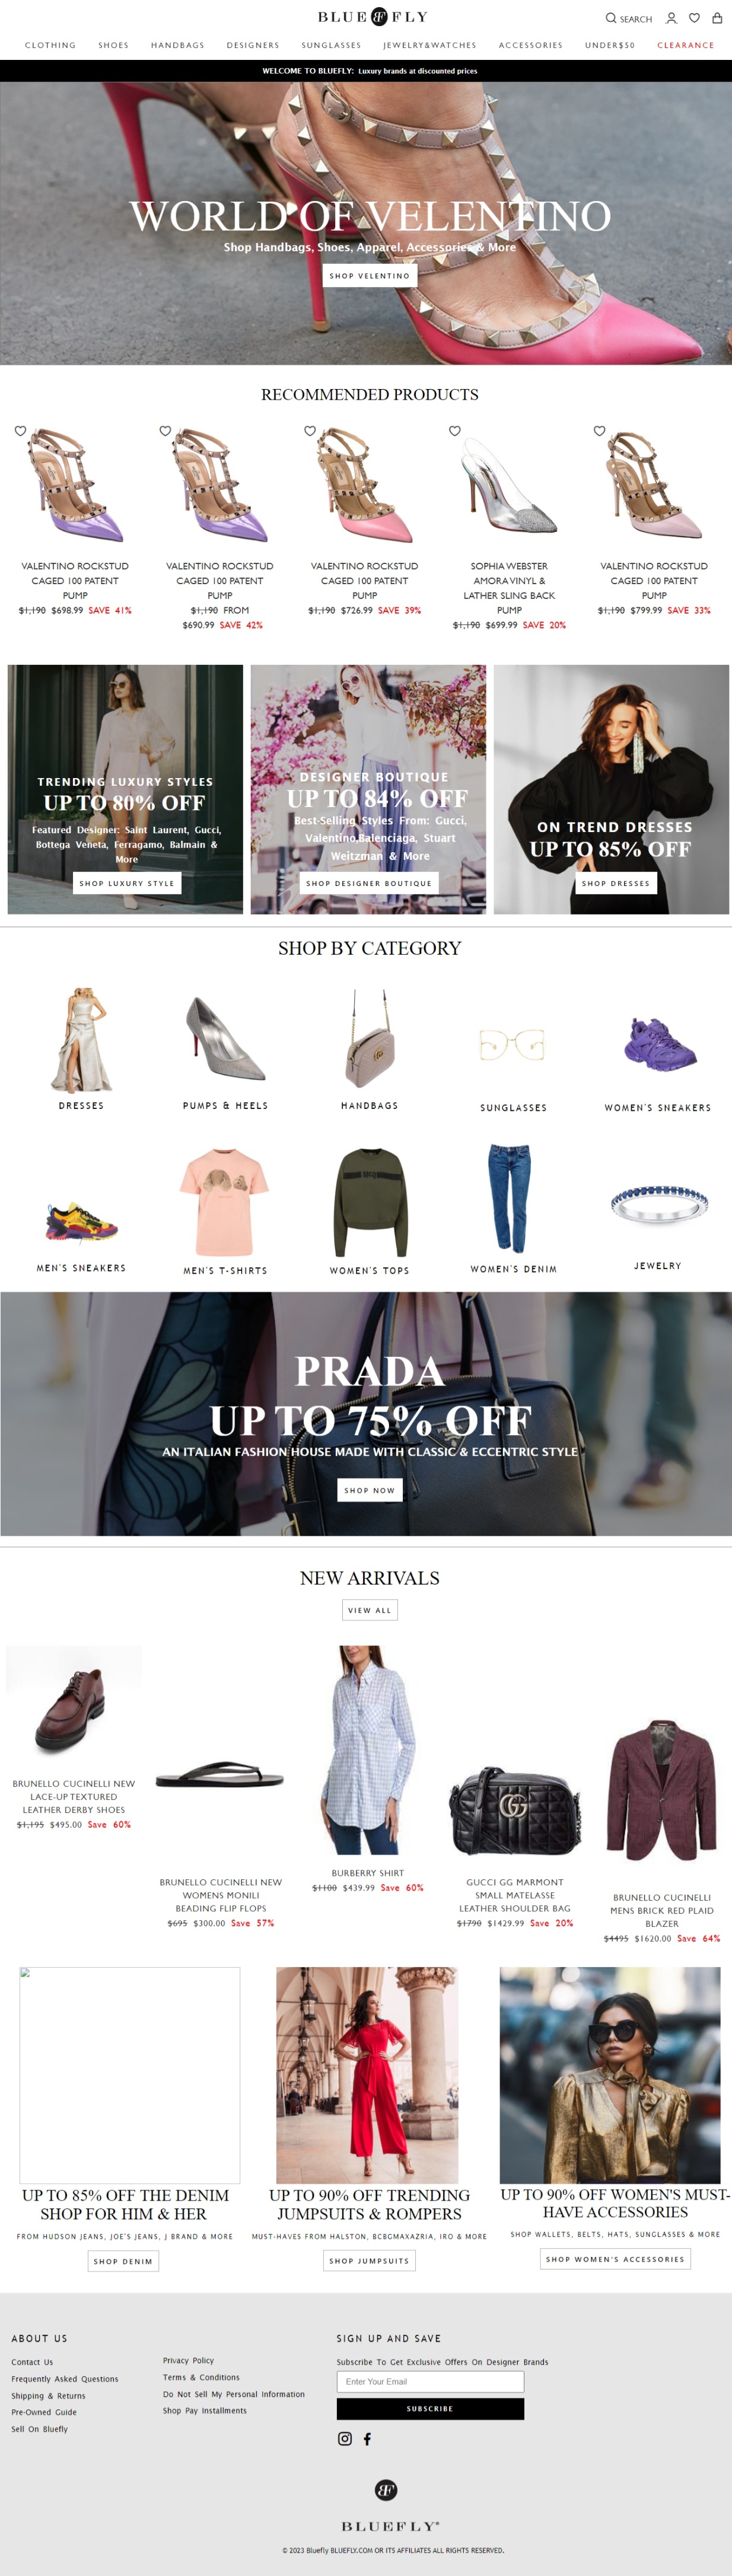 BLUE FLY
SEARCH
CLOTHING SHOES HANDBAGS DESIGNERS SUNGLASSES JEWELRY&WATCHES ACCESSORIES UNDER$50 CLEARANCE
WELCOME TO BLUEFLY: Luxury brands at discounted prices
WORLD OF VELENTINO
Shop Handbags, Shoes, Apparel, Accessories & More
SHOP VELENTINO
RECOMMENDED PRODUCTS
VALENTINO ROCKSTUD
CAGED 100 PATENT
PUMP
$1,190 $698.99 SAVE 41%
VALENTINO ROCKSTUD
CAGED 100 PATENT
PUMP
$1,190 FROM
$690.99 SAVE 42%
VALENTINO ROCKSTUD
CAGED 100 PATENT
PUMP
$1,190 $726.99 SAVE 39%
SOPHIA WEBSTER
AMORA VINYL &
LATHER SLING BACK
PUMP
$1,190 $699.99 SAVE 20%
VALENTINO ROCKSTUD
CAGED 100 PATENT
PUMP
$1,190 $799.99 SAVE 33%
TRENDING LUXURY STYLES
UP TO 80% OFF
Featured Designer: Saint Laurent, Gucci,
Bottega Veneta, Ferragamo, Balmain &
More
SHOP LUXURY STYLE
DESIGNER BOUTIQUE
UP TO 84% OFF
Best-Selling Styles From: Gucci,
Valentino,Balenciaga, Stuart
Weitzman & More
SHOP DESIGNER BOUTIQUE
ON TREND DRESSES
UP TO 85% OFF
SHOP DRESSES
SHOP BY CATEGORY
DRESSES
PUMPS & HEELS
HANDBAGS
SUNGLASSES
WOMEN'S SNEAKERS
MEN'S SNEAKERS
MEN'S T-SHIRTS
WOMEN'S TOPS
WOMEN'S DENIM
JEWELRY
PRADA
UP TO 75% OFF
AN ITALIAN FASHION HOUSE MADE WITH CLASSIC & ECCENTRIC STYLE
SHOP NOW
NEW ARRIVALS
VIEW ALL
BRUNELLO CUCINELLI NEW
LACE-UP TEXTURED
LEATHER DERBY SHOES
$1,195 $495.00 Save 60%
BRUNELLO CUCINELLI NEW
WOMENS MONILI
BEADING FLIP FLOPS
$695 $300.00 Save 57%
BURBERRY SHIRT
$1100 $439.99 Save 60%
GUCCI GG MARMONT
SMALL MATELASSE
LEATHER SHOULDER BAG
$1790 $1429.99 Save 20%
BRUNELLO CUCINELLI
MENS BRICK RED PLAID
BLAZER
$4495 $1620.00 Save 64%
UP TO 85% OFF THE DENIM
SHOP FOR HIM & HER
FROM HUDSON JEANS, JOE'S JEANS, J BRAND & MORE
SHOP DENIM
UP TO 90% OFF TRENDING
JUMPSUITS & ROMPERS
MUST-HAVES FROM HALSTON, BCBGMAXAZRIA, IRO & MORE
SHOP JUMPSUITS
UP TO 90% OFF WOMEN'S MUST-
HAVE ACCESSORIES
SHOP WALLETS, BELTS, HATS, SUNGLASSES & MORE
SHOP WOMEN'S ACCESSORIES
ABOUT US
Contact Us
Frequently Asked Questions
Shipping & Returns
Pre-Owned Guide
Sell On Bluefly
Privacy Policy
Terms & Conditions
Do Not Sell My Personal Information
Shop Pay Installments
SIGN UP AND SAVE
Subscribe To Get Exclusive Offers On Designer Brands
Enter Your Email
SUBSCRIBE
BLUEFLY
© 2023 Bluefly BLUEFLY.COM OR ITS AFFILIATES ALL RIGHTS RESERVED.